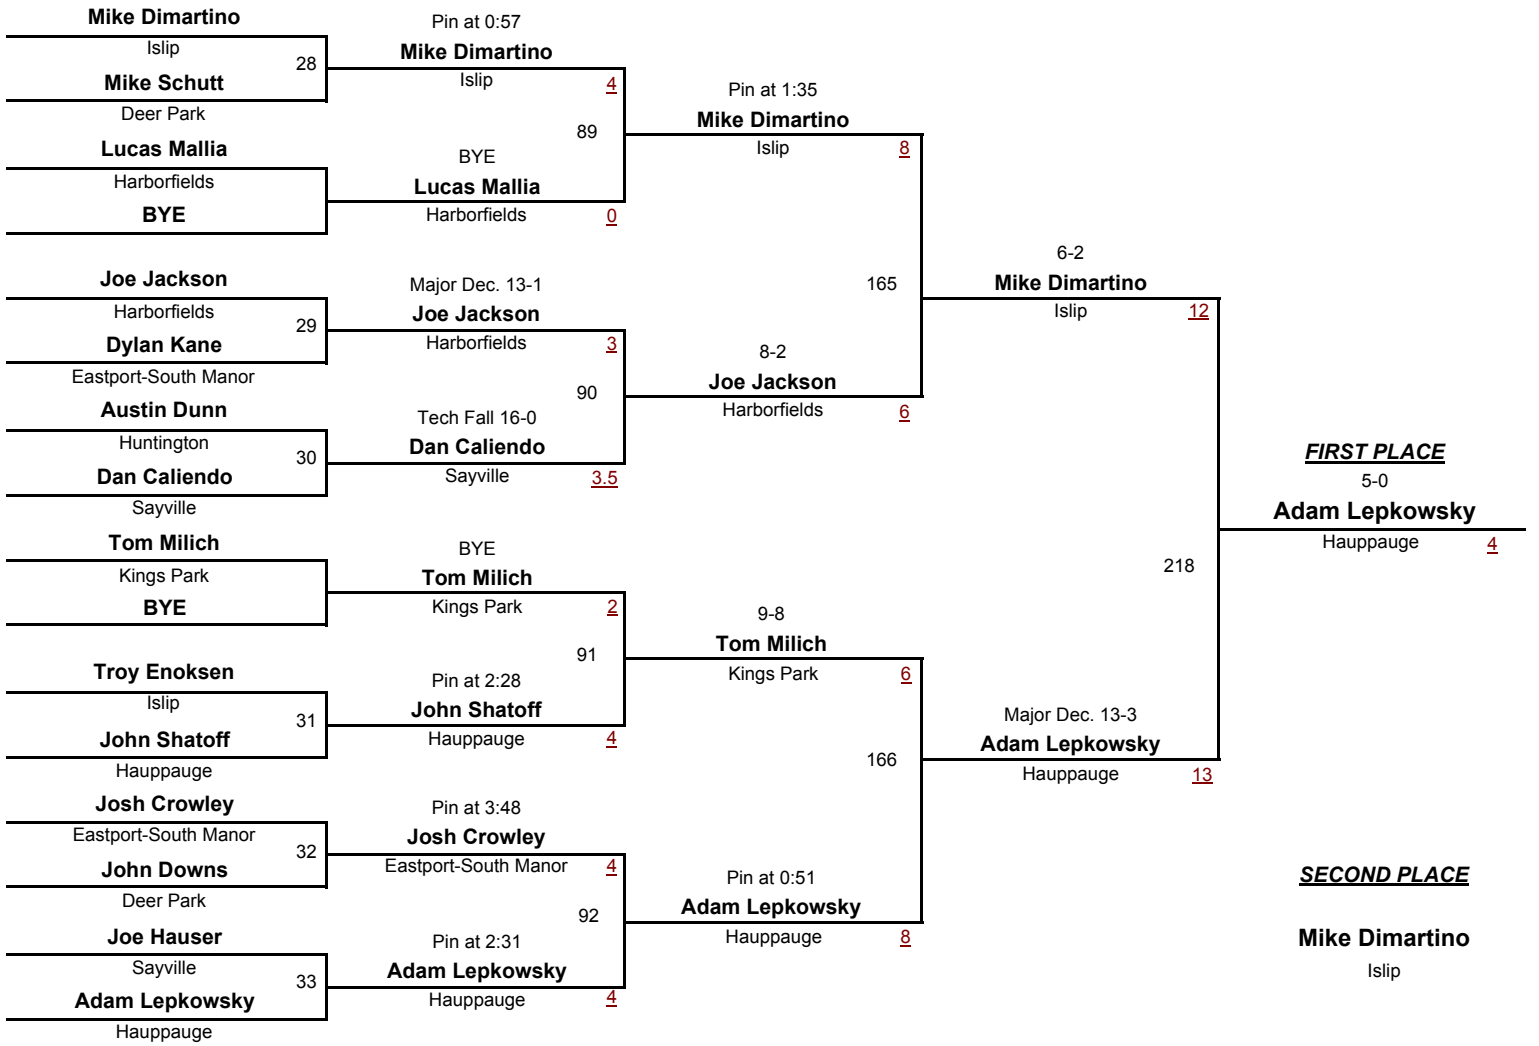 Mike Dimartino
Islip
28
Mike Schutt
Deer Park
Lucas Mallia
Harborfields
BYE
Joe Jackson
Harborfields
29
Dylan Kane
Eastport-South Manor
Austin Dunn
Huntington
30
Dan Caliendo
Sayville
Tom Milich
Kings Park
BYE
Troy Enoksen
Islip
31
John Shatoff
Hauppauge
Josh Crowley
Eastport-South Manor
32
John Downs
Deer Park
Joe Hauser
Sayville
33
Adam Lepkowsky
Hauppauge
Pin at 0:57
Mike Dimartino
Islip
4
89
BYE
Lucas Mallia
Harborfields
0
Major Dec. 13-1
Joe Jackson
Harborfields
3
90
Tech Fall 16-0
Dan Caliendo
Sayville
3.5
BYE
Tom Milich
Kings Park
2
91
Pin at 2:28
John Shatoff
Hauppauge
4
Pin at 3:48
Josh Crowley
Eastport-South Manor
4
92
Pin at 2:31
Adam Lepkowsky
Hauppauge
4
Pin at 1:35
Mike Dimartino
Islip
8
165
8-2
Joe Jackson
Harborfields
6
9-8
Tom Milich
Kings Park
6
166
Pin at 0:51
Adam Lepkowsky
Hauppauge
8
6-2
Mike Dimartino
Islip
12
218
Major Dec. 13-3
Adam Lepkowsky
Hauppauge
13
FIRST PLACE
5-0
Adam Lepkowsky
Hauppauge
4
SECOND PLACE
Mike Dimartino
Islip